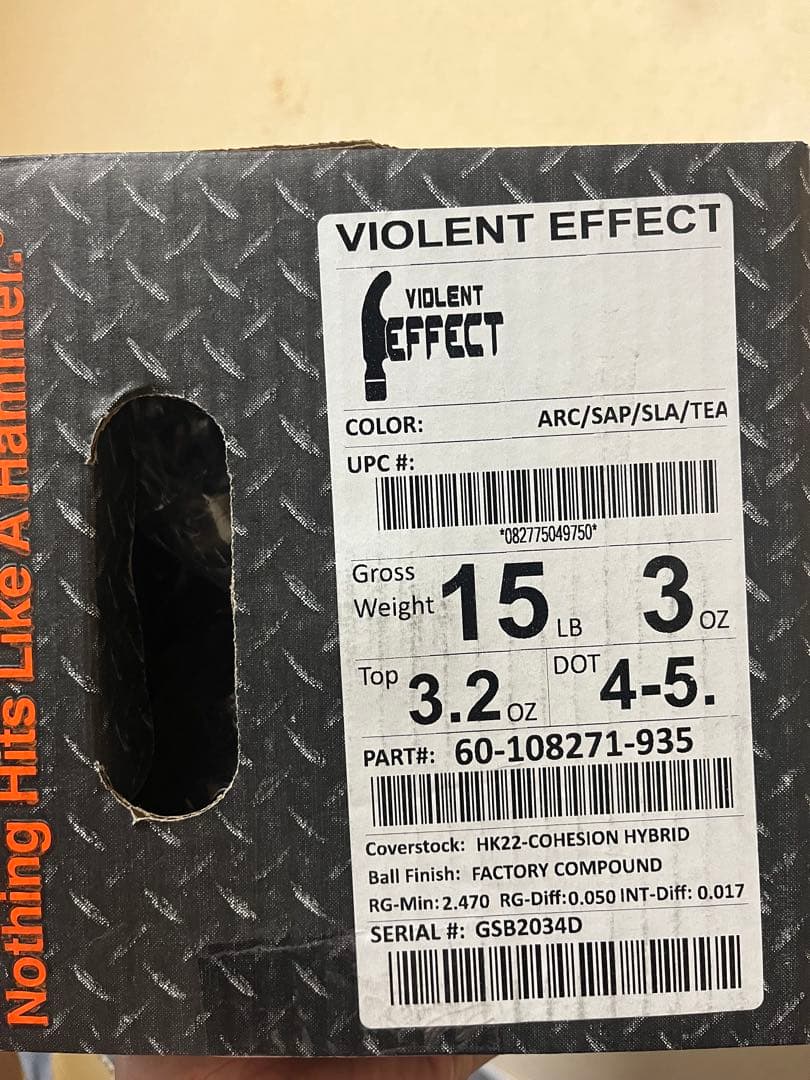 Nothing Hits Like A Hammer.®
VIOLENT EFFECT
VIOLENT
EFFECT
COLOR: ARC/SAP/SLA/TEA
UPC #:
*082775049750*
Gross
Weight 15 LB 3 OZ
Top 3.2 OZ DOT 4-5.
PART#: 60-108271-935
Coverstock: HK22-COHESION HYBRID
Ball Finish: FACTORY COMPOUND
RG-Min:2.470 RG-Diff:0.050 INT-Diff: 0.017
SERIAL #: GSB2034D